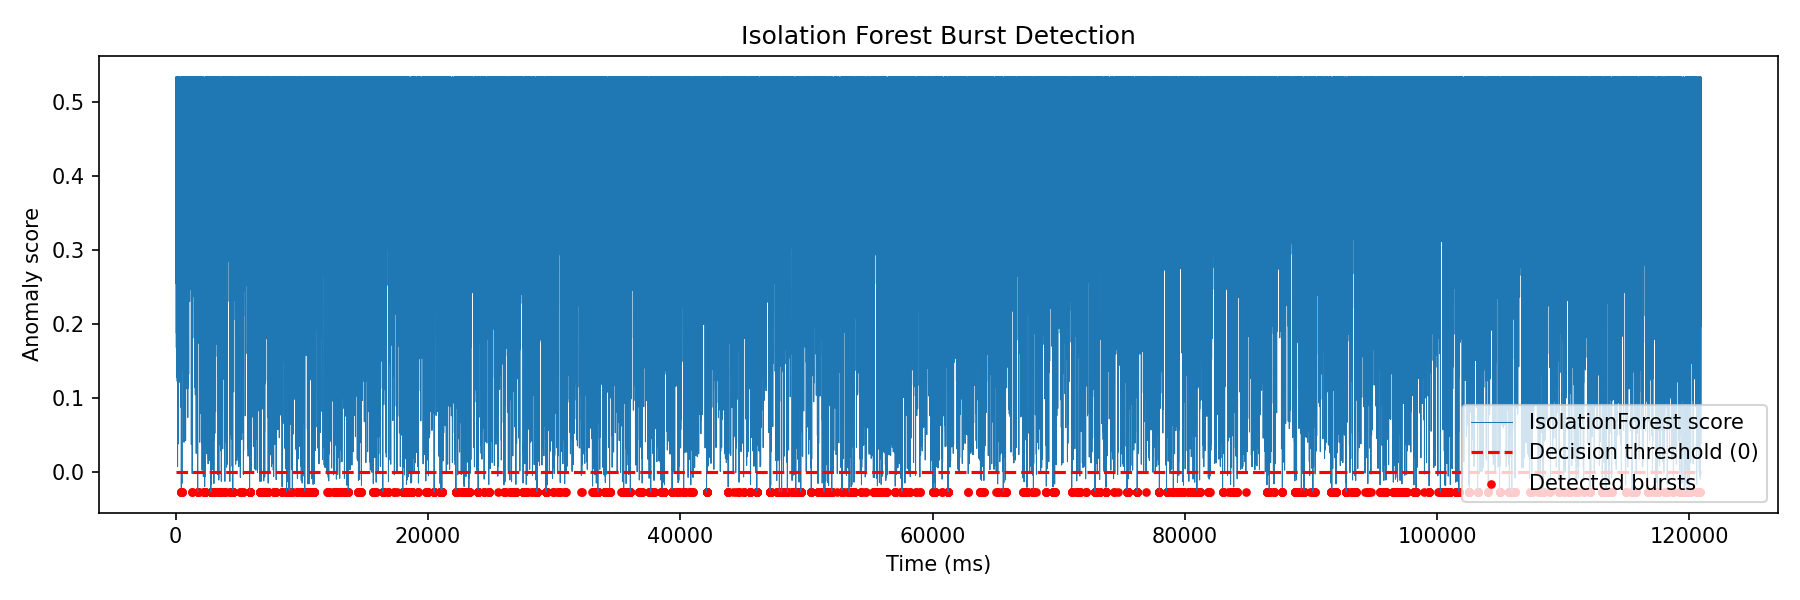 Isolation Forest Burst Detection
Anomaly score
0.5
0.4
0.3
0.2
0.1
0.0
IsolationForest score
Decision threshold (0)
Detected bursts
0
20000
40000
60000
80000
100000
120000
Time (ms)